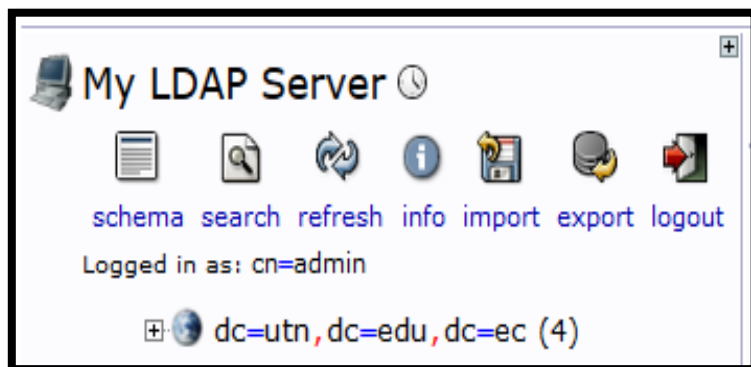 My LDAP Server
schema search refresh info import export logout
Logged in as: cn=admin
dc=utn,dc=edu,dc=ec (4)